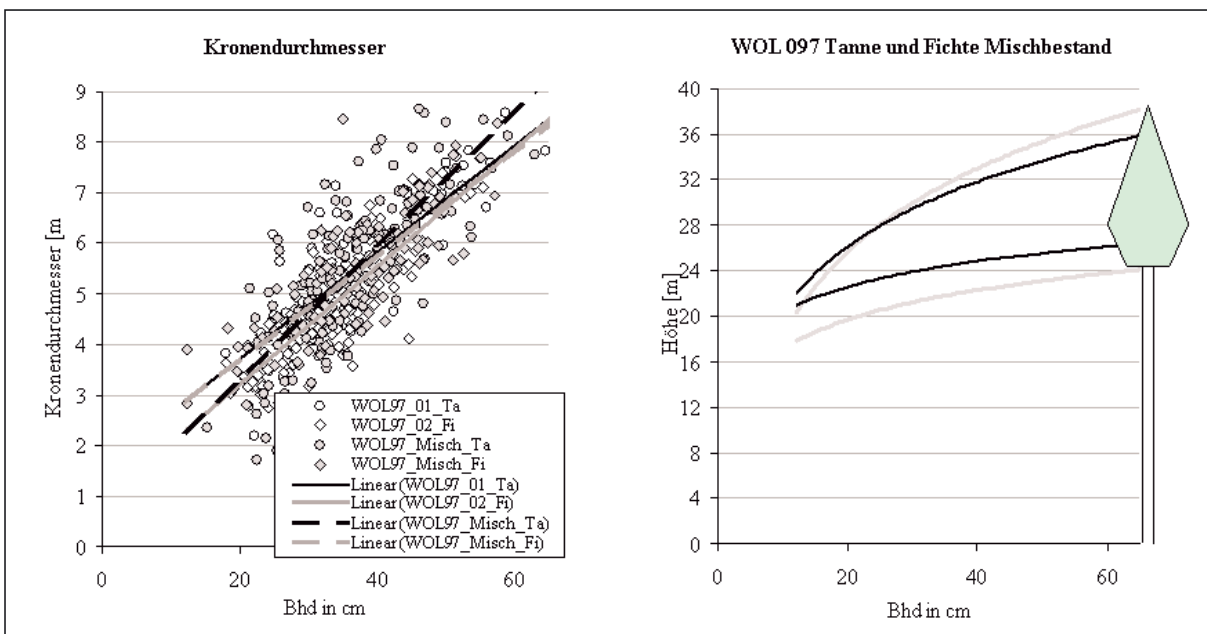 Kronendurchmesser
Kronendurchmesser [m
9
8
7
6
5
4
3
2
1
0
0 20 40 60
Bhd in cm
WOL97_01_Ta
WOL97_02_Fi
WOL97_Misch_Ta
WOL97_Misch_Fi
Linear (WOL97_01_Ta)
Linear (WOL97_02_Fi)
Linear (WOL97_Misch_Ta)
Linear (WOL97_Misch_Fi)
WOL 097 Tanne und Fichte Mischbestand
Höhe [m]
40
36
32
28
24
20
16
12
8
4
0
0 20 40 60
Bhd in cm